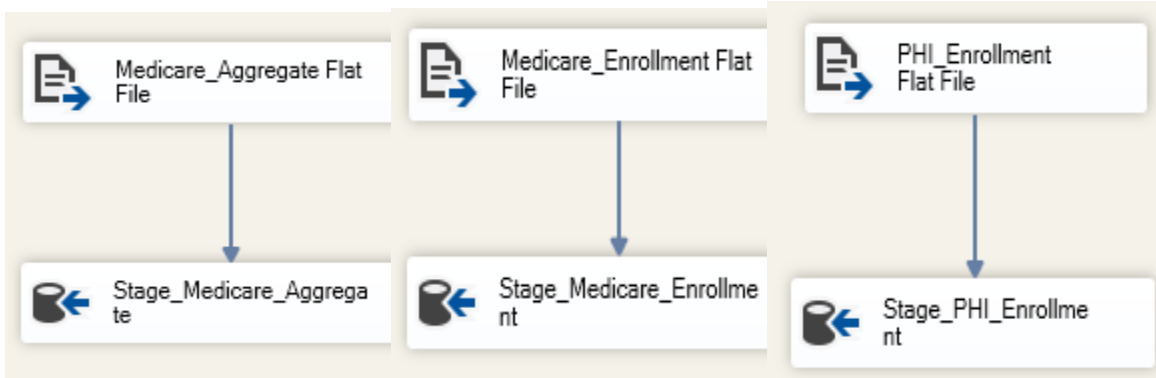 Medicare_Aggregate Flat
File
Medicare_Enrollment Flat
File
PHI_Enrollment
Flat File
Stage_Medicare_Aggrega
te
Stage_Medicare_Enrollme
nt
Stage_PHI_Enrollme
nt